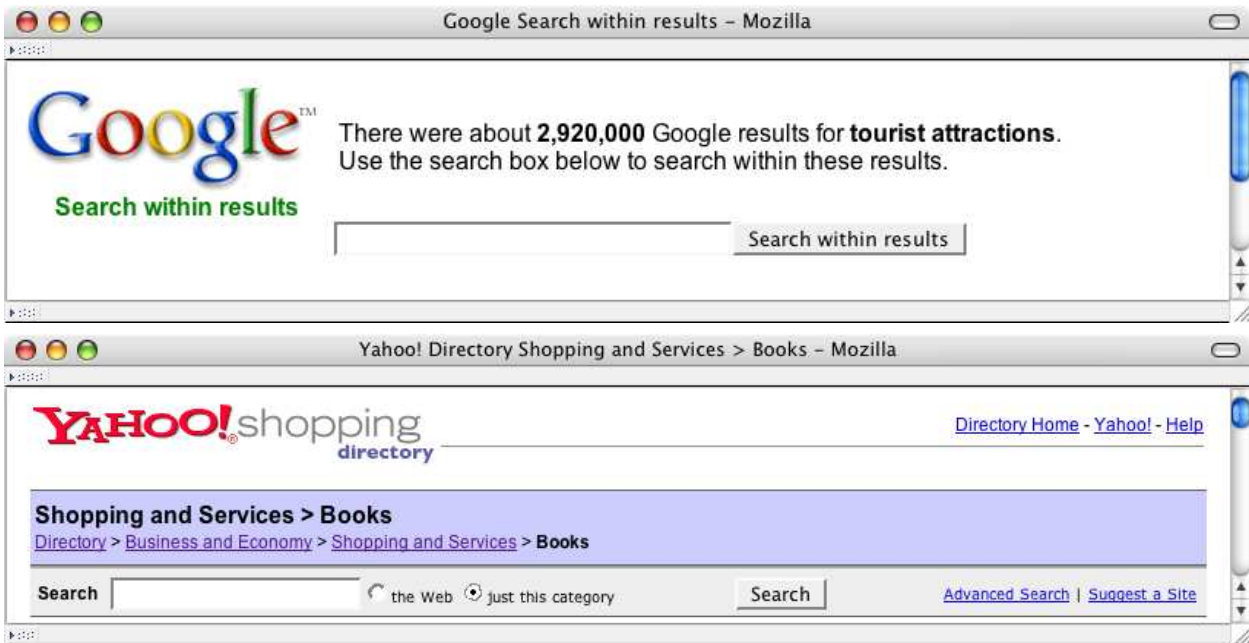 Google Search within results – Mozilla
Google™
There were about 2,920,000 Google results for tourist attractions.
Use the search box below to search within these results.
Search within results
Search within results
Yahoo! Directory Shopping and Services > Books – Mozilla
YAHOO!® shopping
directory
Directory Home - Yahoo! - Help
Shopping and Services > Books
Directory > Business and Economy > Shopping and Services > Books
Search the Web just this category Search Advanced Search | Suggest a Site